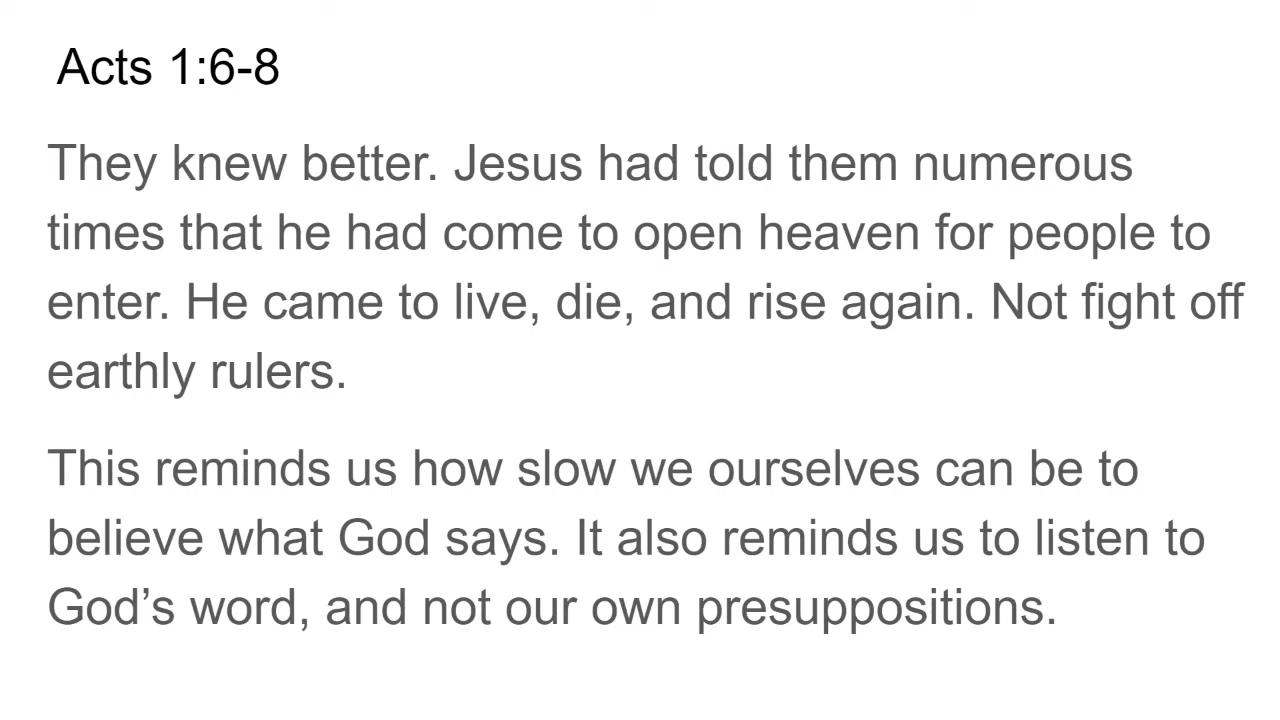 Acts 1:6-8
They knew better. Jesus had told them numerous
times that he had come to open heaven for people to
enter. He came to live, die, and rise again. Not fight off
earthly rulers.
This reminds us how slow we ourselves can be to
believe what God says. It also reminds us to listen to
God’s word, and not our own presuppositions.